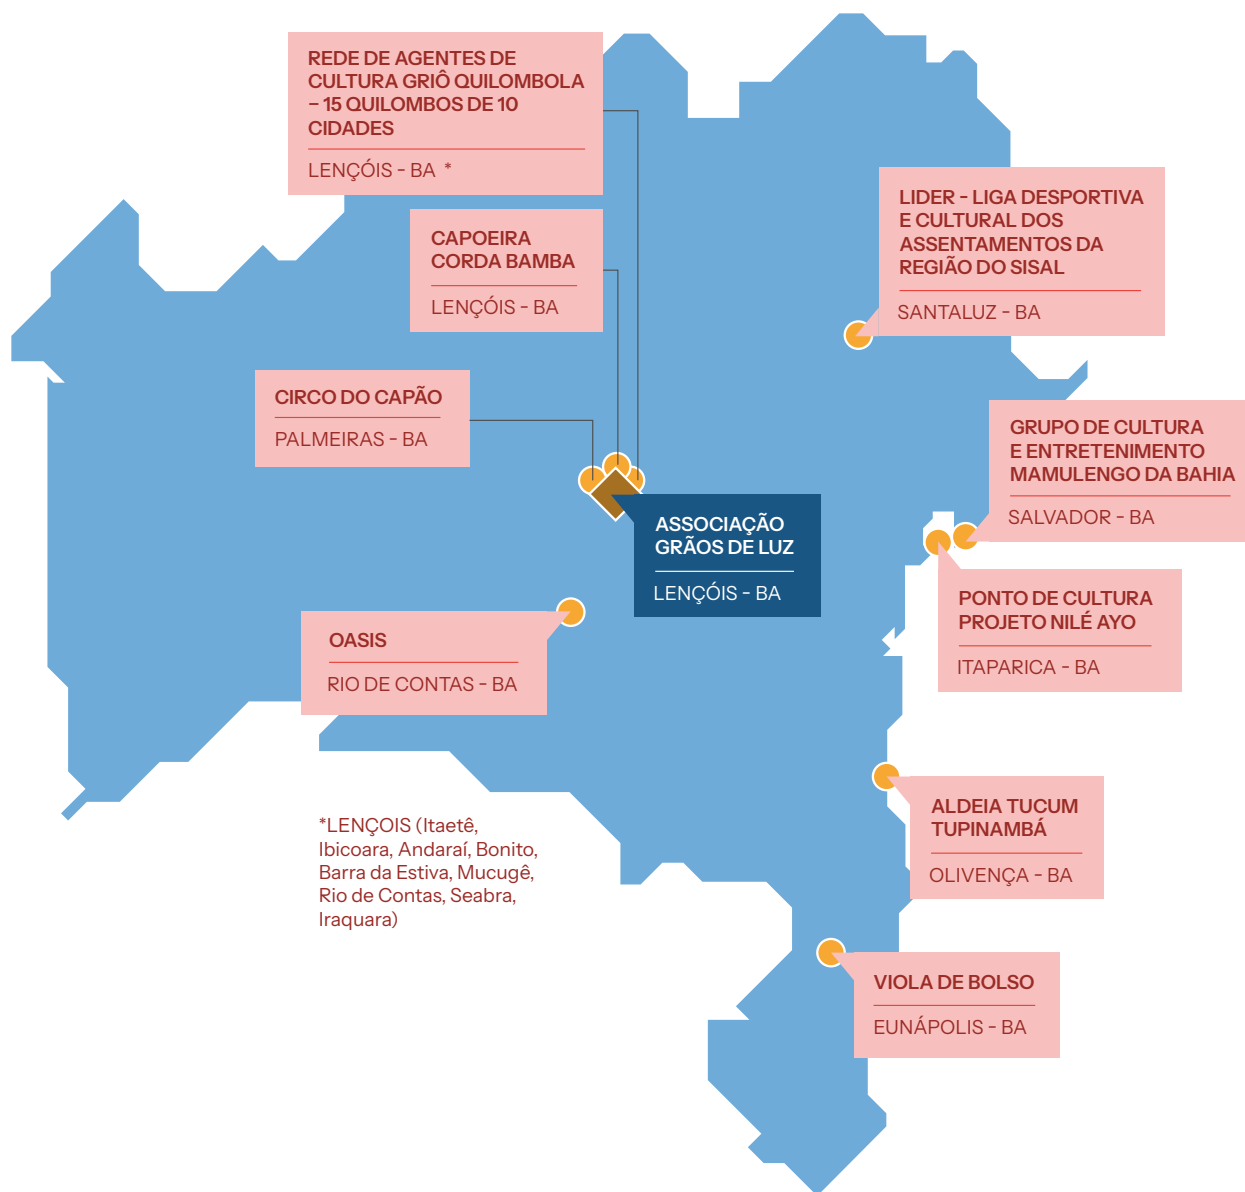 REDE DE AGENTES DE
CULTURA GRIÔ QUILOMBOLA
– 15 QUILOMBOS DE 10
CIDADES
LENÇÓIS - BA *
CAPOEIRA
CORDA BAMBA
LENÇÓIS - BA
CIRCO DO CAPÃO
PALMEIRAS - BA
LIDER - LIGA DESPORTIVA
E CULTURAL DOS
ASSENTAMENTOS DA
REGIÃO DO SISAL
SANTALUZ - BA
GRUPO DE CULTURA
E ENTRETENIMENTO
MAMULENGO DA BAHIA
SALVADOR - BA
ASSOCIAÇÃO
GRÃOS DE LUZ
LENÇÓIS - BA
PONTO DE CULTURA
PROJETO NILÉ AYO
ITAPARICA - BA
OASIS
RIO DE CONTAS - BA
ALDEIA TUCUM
TUPINAMBÁ
OLIVENÇA - BA
*LENÇOIS (Itaetê,
Ibicoara, Andaraí, Bonito,
Barra da Estiva, Mucugê,
Rio de Contas, Seabra,
Iraquara)
VIOLA DE BOLSO
EUNÁPOLIS - BA